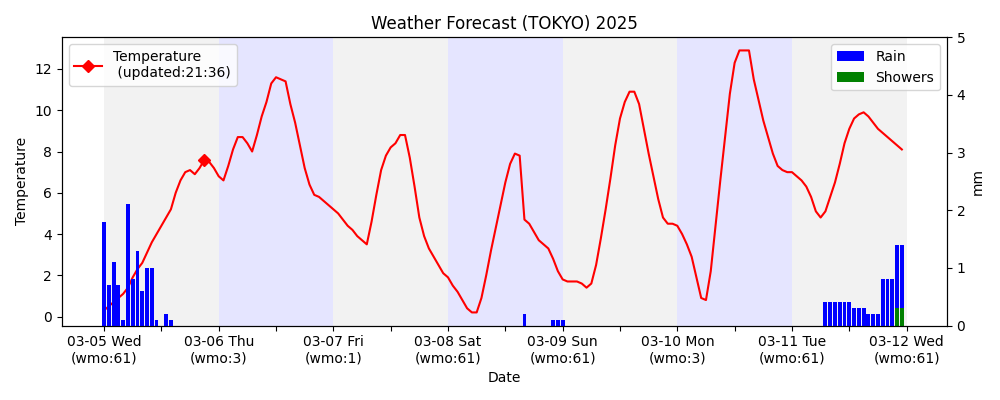 Weather Forecast (TOKYO) 2025
Temperature
(updated:21:36)
Rain
Showers
Temperature
12
10
8
6
4
2
0
5
4
3
2
1
0
mm
03-05 Wed
(wmo:61)
03-06 Thu
(wmo:3)
03-07 Fri
(wmo:1)
03-08 Sat
(wmo:61)
03-09 Sun
(wmo:61)
03-10 Mon
(wmo:3)
03-11 Tue
(wmo:61)
03-12 Wed
(wmo:61)
Date